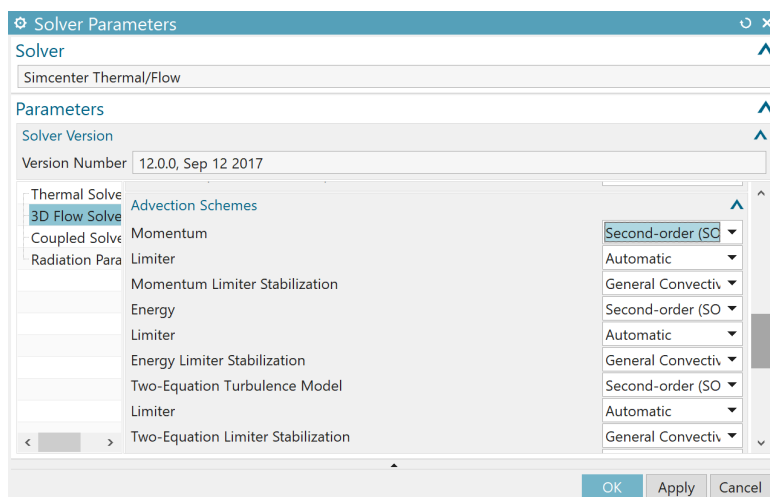 Solver Parameters
Solver
Simcenter Thermal/Flow
Parameters
Solver Version
Version Number 12.0.0, Sep 12 2017
Thermal Solve
3D Flow Solve
Coupled Solve
Radiation Para
Advection Schemes
Momentum Second-order (SO
Limiter Automatic
Momentum Limiter Stabilization General Convectiv
Energy Second-order (SO
Limiter Automatic
Energy Limiter Stabilization General Convectiv
Two-Equation Turbulence Model Second-order (SO
Limiter Automatic
Two-Equation Limiter Stabilization General Convectiv
OK Apply Cancel